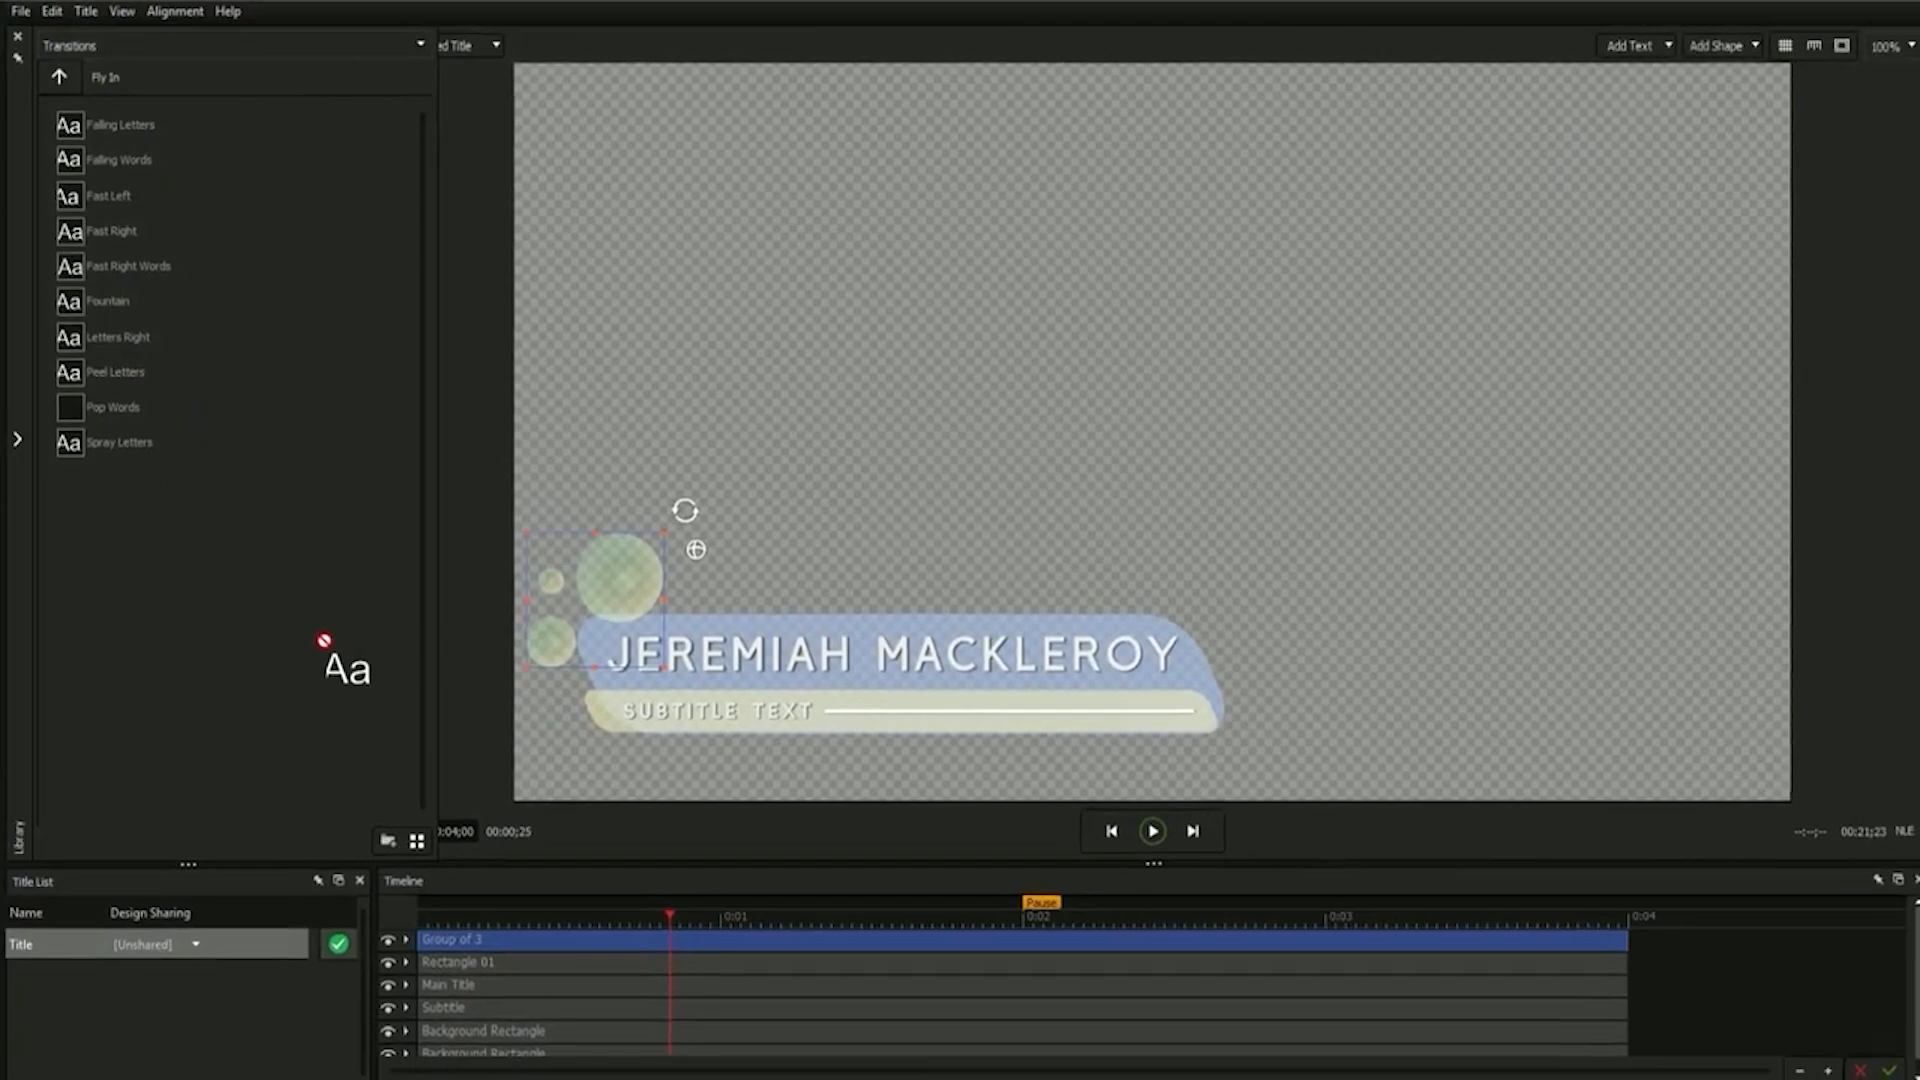 File Edit Title View Alignment Help
Transitions
ed Title
Add Text Add Shape 100%
Fly In
Aa Falling Letters
Aa Falling Words
Aa Fast Left
Aa Fast Right
Aa Fast Right Words
Aa Fountain
Aa Letters Right
Aa Peel Letters
Pop Words
Aa Spray Letters
Aa
JEREMIAH MACKLEROY
SUBTITLE TEXT
Library
0:04;00 00:00;25
--:--;-- 00:21;23 NLE
Title List
Timeline
Name Design Sharing
Pause
0:01 0:02 0:03 0:04
Title [Unshared]
Group of 3
Rectangle 01
Main Title
Subtitle
Background Rectangle
Background Rectangle